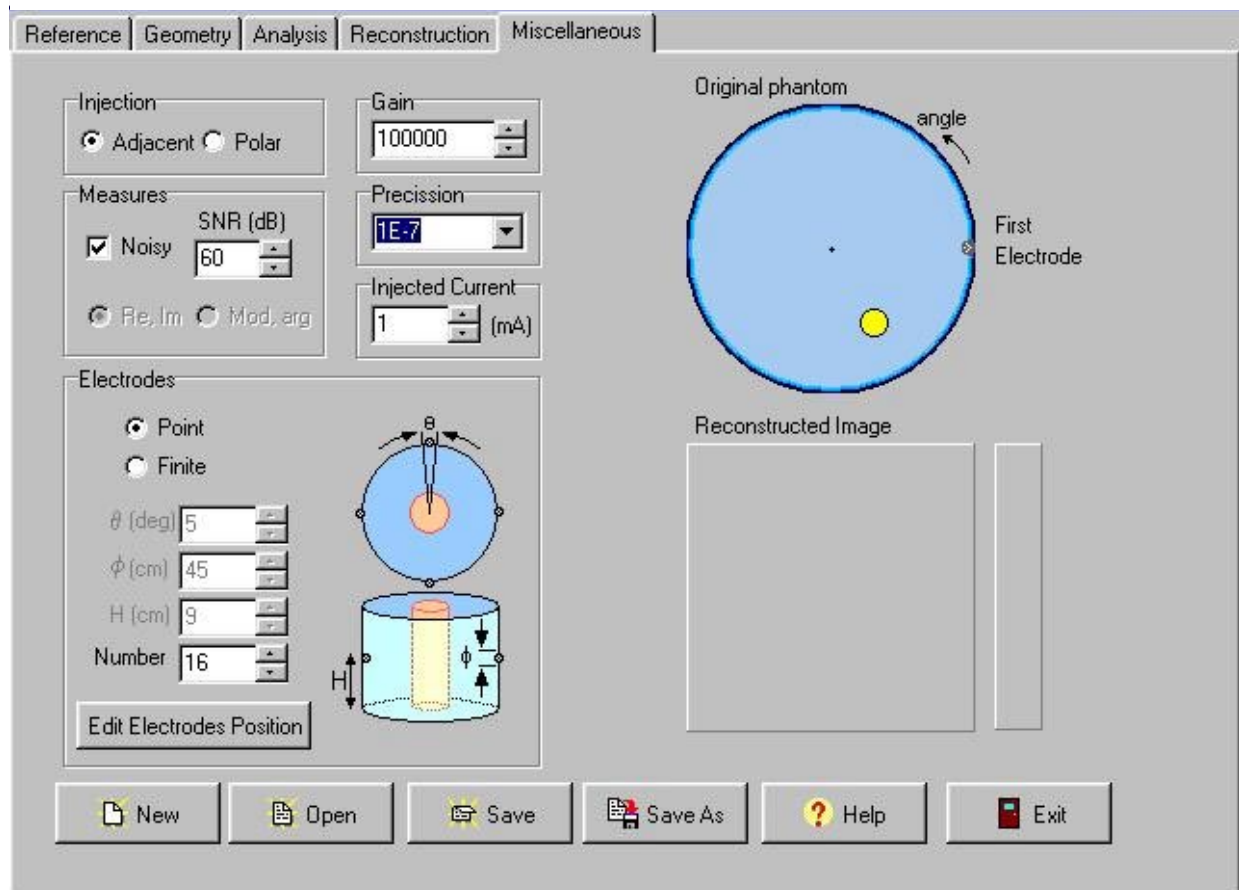 Reference Geometry Analysis Reconstruction Miscellaneous
Injection
Adjacent Polar
Gain
100000
Measures
Noisy
SNR (dB)
60
Re, Im Mod, arg
Precission
1E-7
Injected Current
1 (mA)
Electrodes
Point
Finite
θ (deg) 5
ϕ (cm) 45
H (cm) 9
Number 16
Edit Electrodes Position
θ
H
ϕ
Original phantom
angle
First
Electrode
Reconstructed Image
New Open Save Save As Help Exit